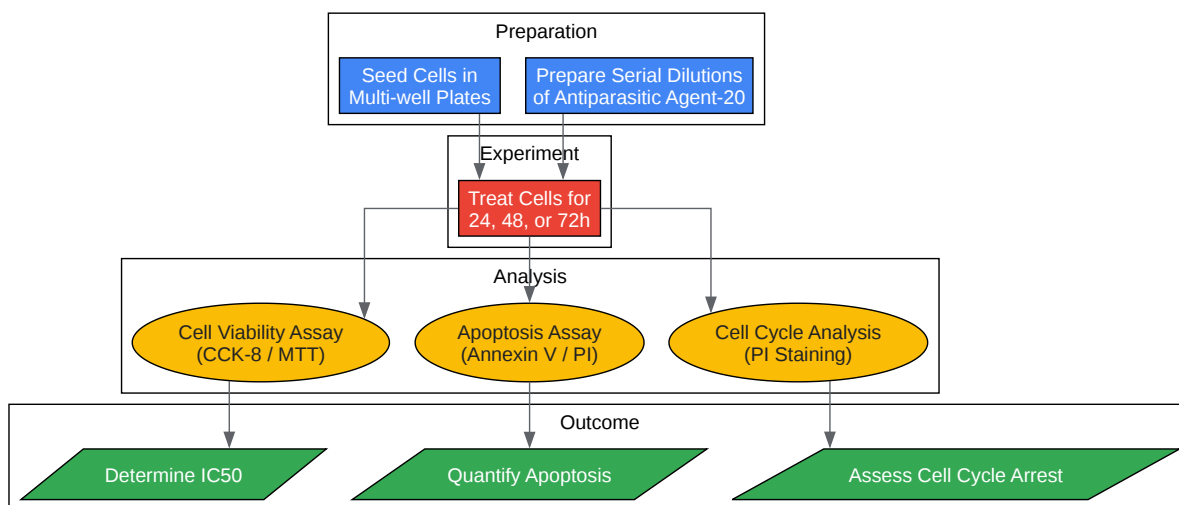 Preparation
Seed Cells in
Multi-well Plates
Prepare Serial Dilutions
of Antiparasitic Agent-20
Experiment
Treat Cells for
24, 48, or 72h
Analysis
Cell Viability Assay
(CCK-8 / MTT)
Apoptosis Assay
(Annexin V / PI)
Cell Cycle Analysis
(PI Staining)
Outcome
Determine IC50
Quantify Apoptosis
Assess Cell Cycle Arrest